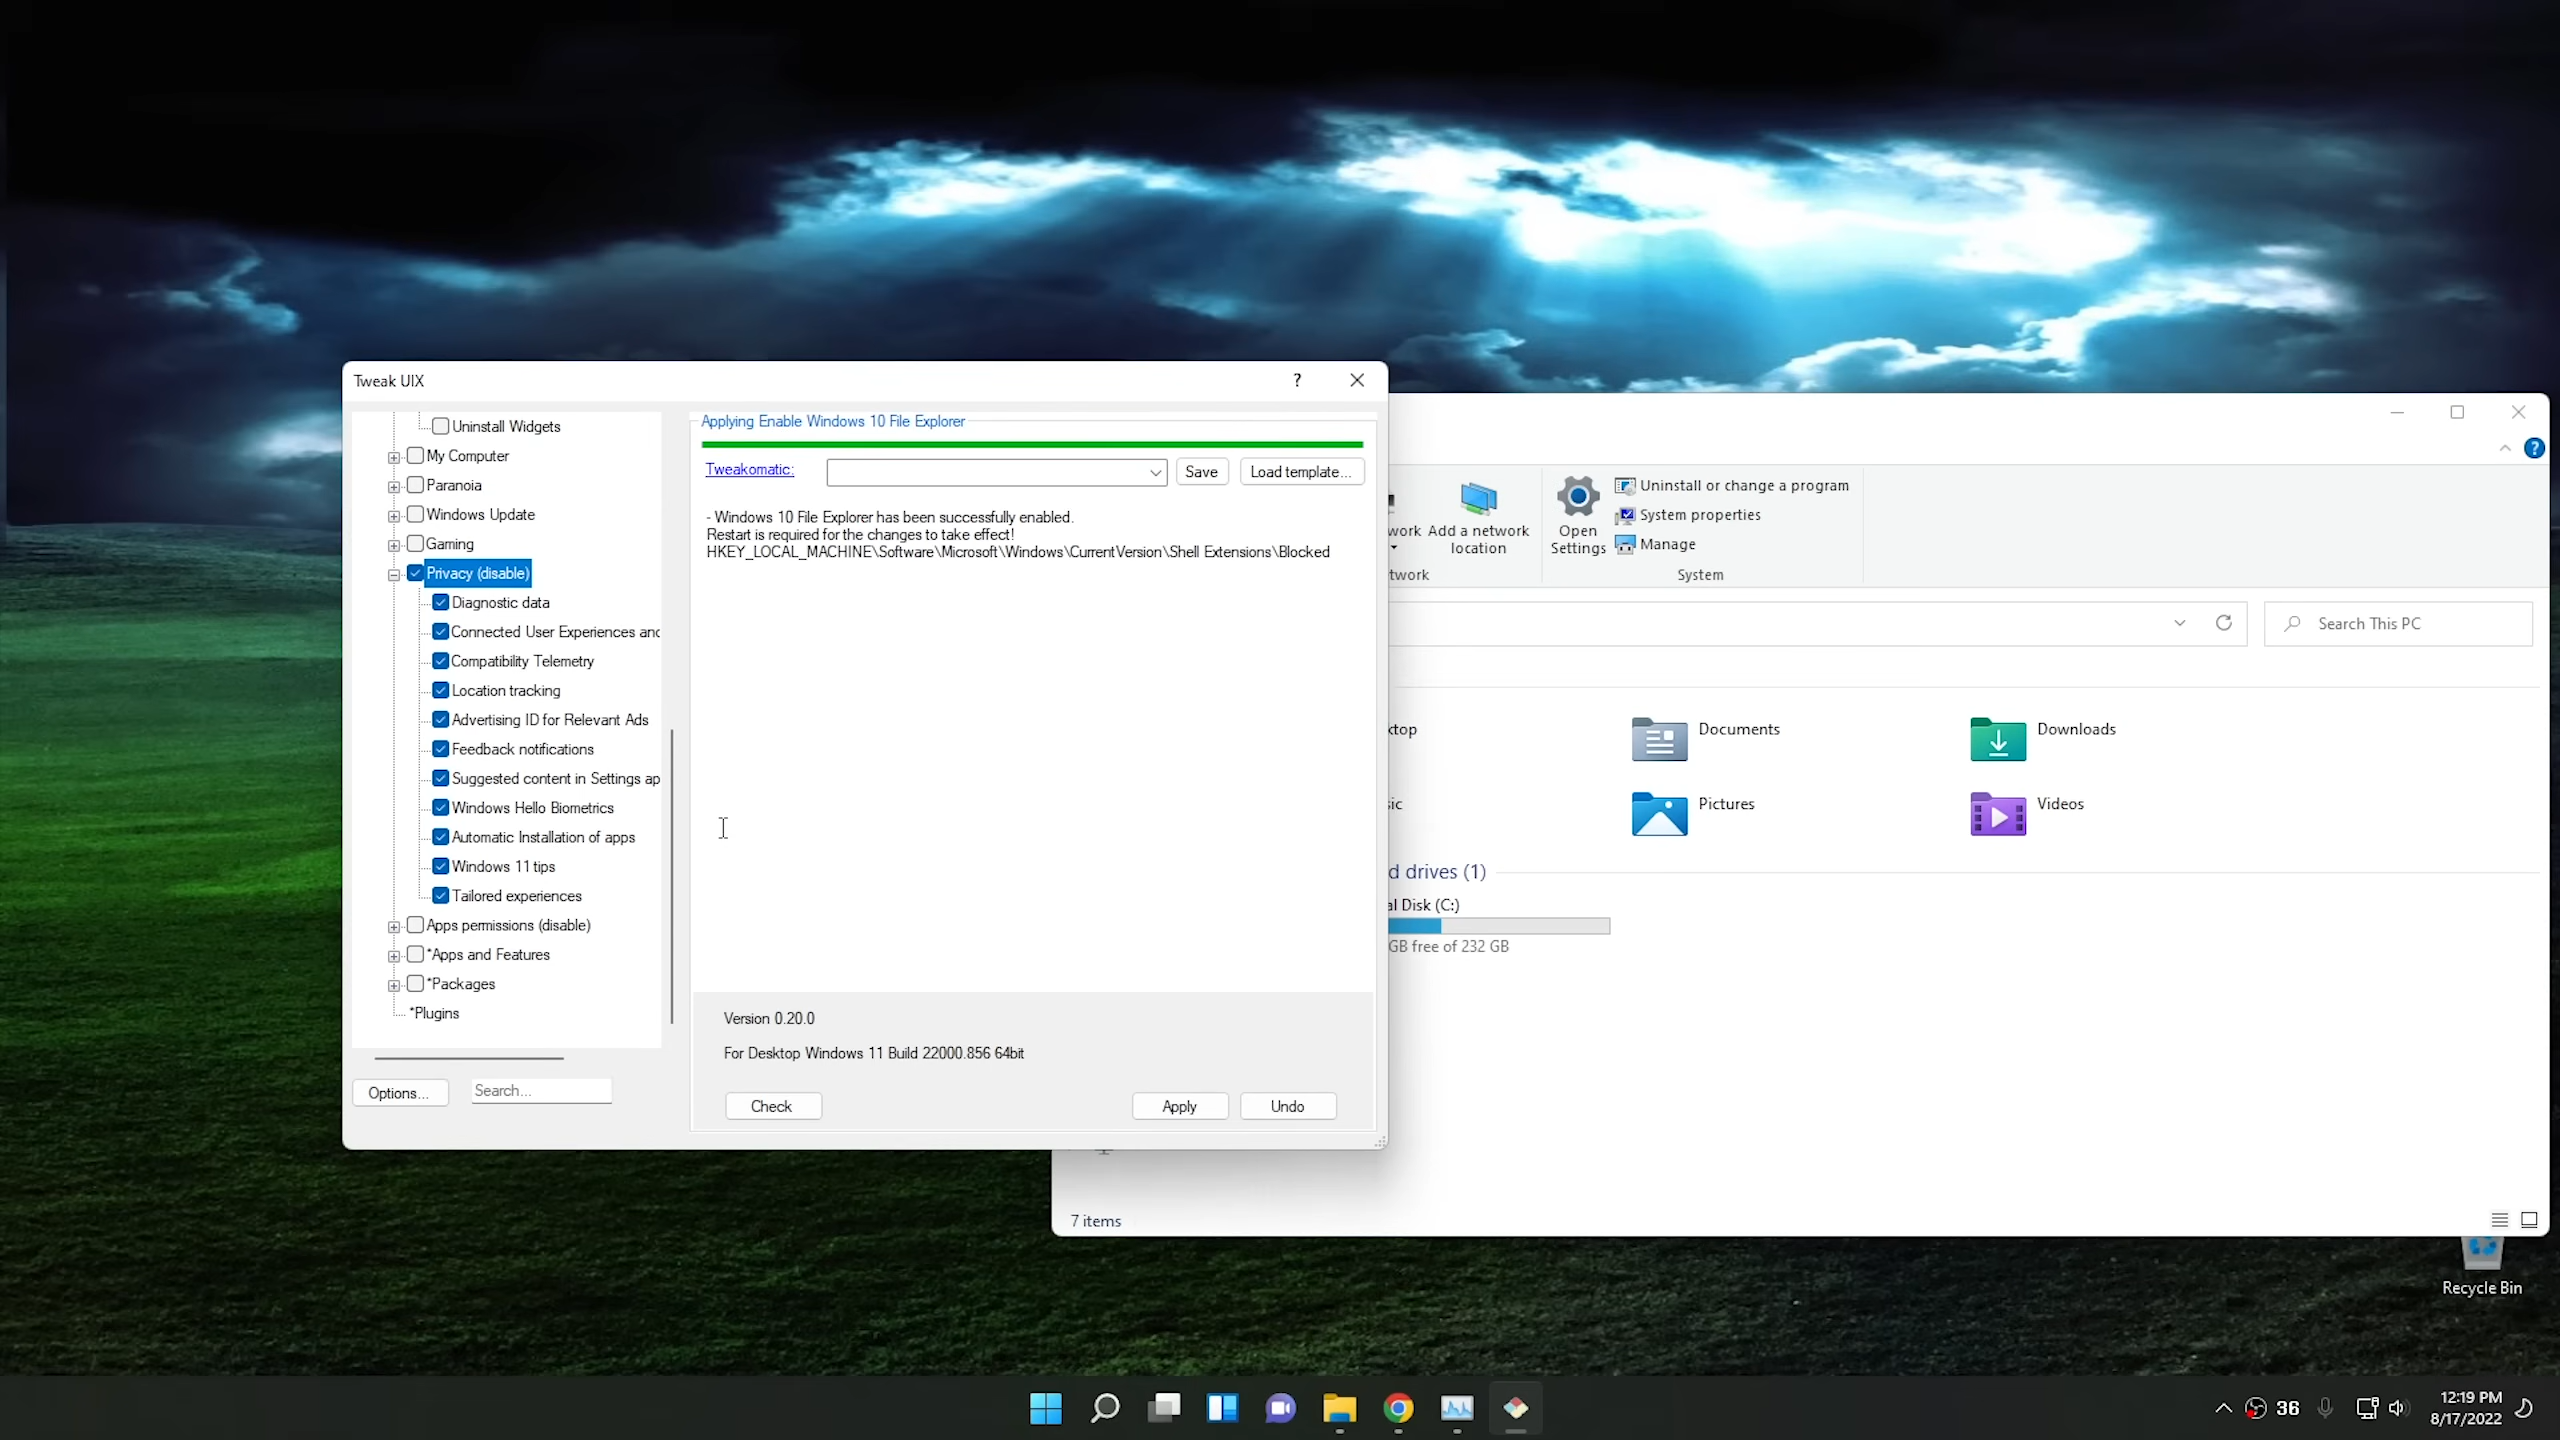 Tweak UIX
?
Uninstall Widgets
My Computer
Paranoia
Windows Update
Gaming
Privacy (disable)
Diagnostic data
Connected User Experiences and
Compatibility Telemetry
Location tracking
Advertising ID for Relevant Ads
Feedback notifications
Suggested content in Settings ap
Windows Hello Biometrics
Automatic Installation of apps
Windows 11 tips
Tailored experiences
Apps permissions (disable)
*Apps and Features
*Packages
*Plugins
Options...
Search...
Applying Enable Windows 10 File Explorer
Tweakomatic:
Save
Load template...
- Windows 10 File Explorer has been successfully enabled.
Restart is required for the changes to take effect!
HKEY_LOCAL_MACHINE\Software\Microsoft\Windows\CurrentVersion\Shell Extensions\Blocked
Version 0.20.0
For Desktop Windows 11 Build 22000.856 64bit
Check
Apply
Undo
?
work
Add a network
location
twork
Open
Settings
Uninstall or change a program
System properties
Manage
System
Search This PC
ktop
Documents
Downloads
sic
Pictures
Videos
d drives (1)
al Disk (C:)
GB free of 232 GB
7 items
Recycle Bin
36
12:19 PM
8/17/2022